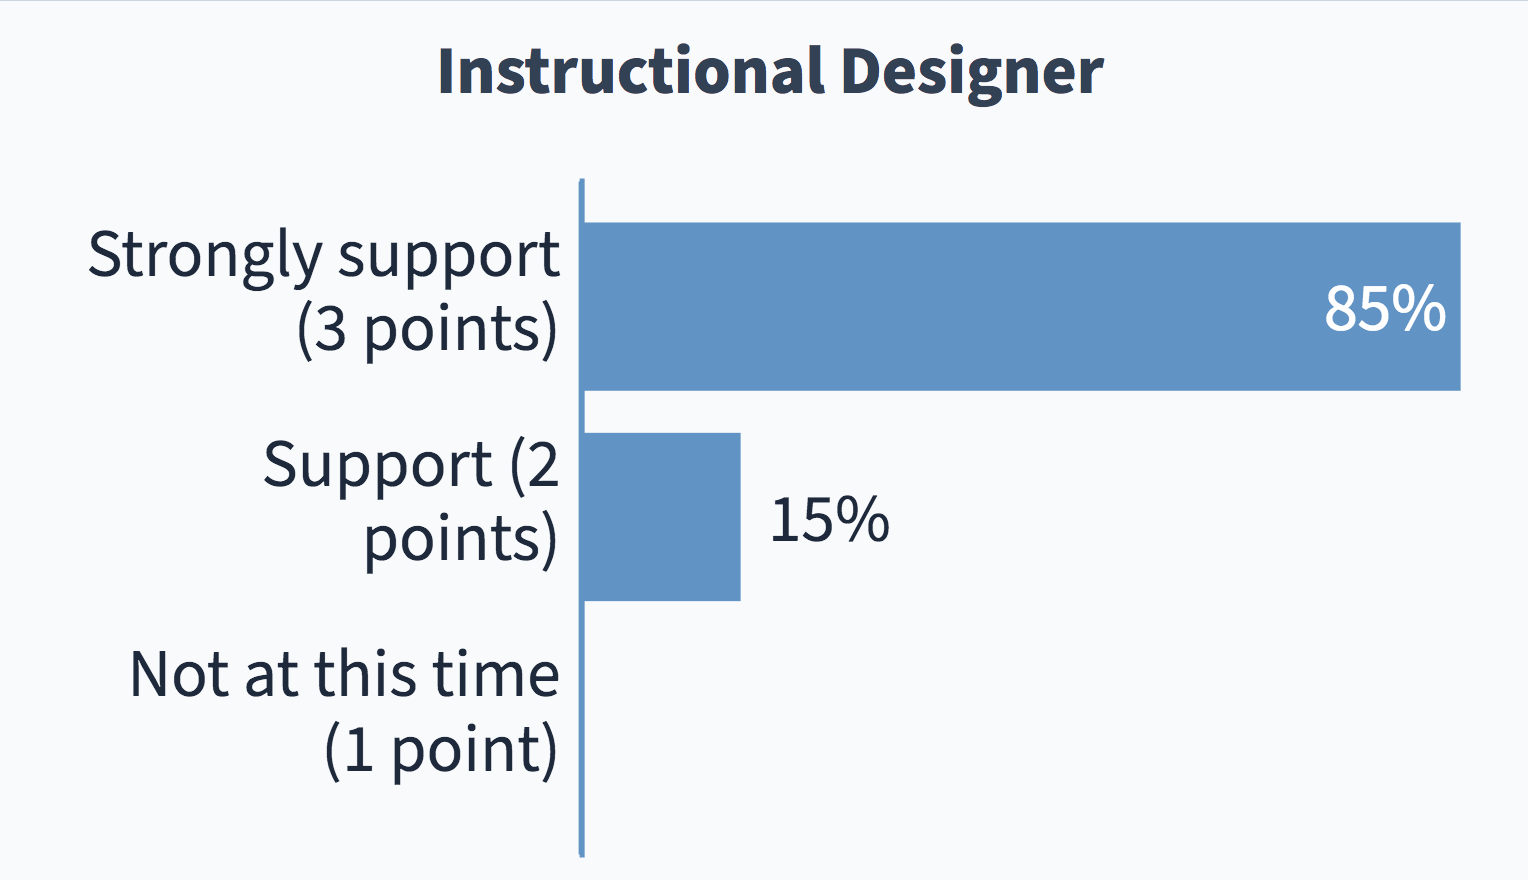 Instructional Designer
Strongly support
(3 points)
85%
Support (2
points)
15%
Not at this time
(1 point)